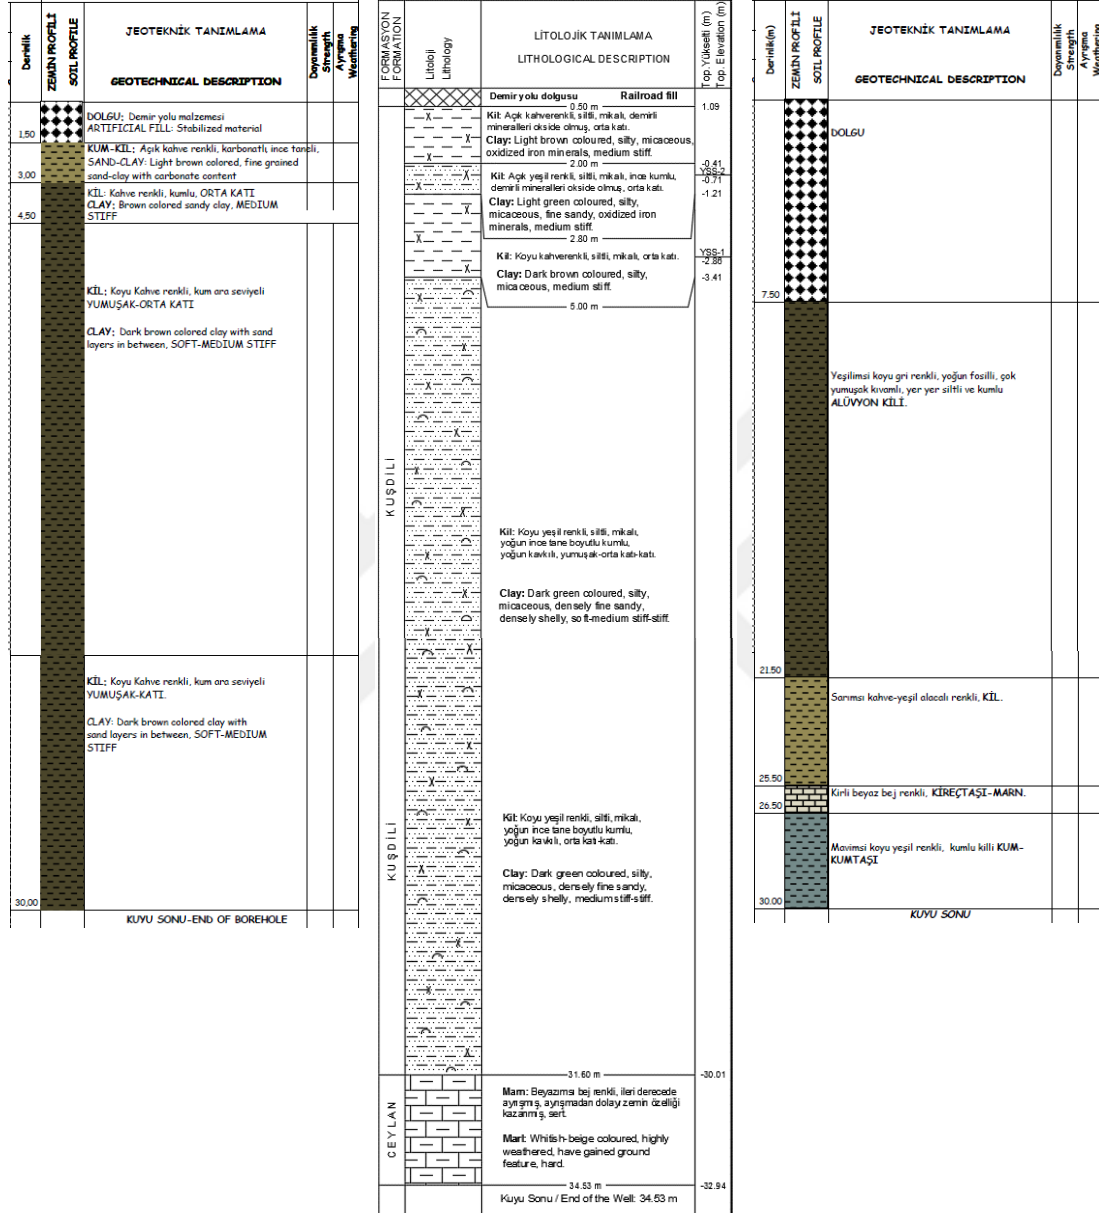 Derinlik
ZEMİN PROFİLİ
SOIL PROFILE
JEOTEKNİK TANIMLAMA
GEOTECHNICAL DESCRIPTION
Dayanımlılık
Strength
Ayrışma
Weathering
DOLGU; Demir yolu malzemesi
ARTIFICIAL FILL: Stabilized material
1,50
KUM-KIL; Açık kahve renkli, karbonatlı, ince taneli,
SAND-CLAY: Light brown colored, fine grained
sand-clay with carbonate content
3,00
KİL: Kahve renkli, kumlu, ORTA KATI
CLAY; Brown colored sandy clay, MEDIUM
STIFF
4,50
KİL; Koyu Kahve renkli, kum ara seviyeli
YUMUŞAK-ORTA KATI
CLAY; Dark brown colored clay with sand
layers in between, SOFT-MEDIUM STIFF
KİL: Koyu Kahve renkli, kum ara seviyeli
YUMUŞAK-KATI.
CLAY: Dark brown colored clay with
sand layers in between, SOFT-MEDIUM
STIFF
30,00
KUYU SONU-END OF BOREHOLE
FORMASYON
FORMATION
Litoloji
Lithology
LİTOLOJİK TANIMLAMA
LITHOLOGICAL DESCRIPTION
Top.Yükselti (m)
Top. Elevation (m)
Demiryolu dolgusu Railroad fill
0.50 m 1.09
Kil: Açık kahverenkli, siltli, mikalı, demirli
mineralleri okside olmuş, orta katı.
Clay: Light brown coloured, silty, micaceous,
oxidized iron minerals, medium stiff.
2.00 m -0.41
YSS-2
-0.71
Kil: Açık yeşil renkli, siltli, mikalı, ince kumlu,
demirli mineralleri okside olmuş, orta katı.
-1.21
Clay: Light green coloured, silty,
micaceous, fine sandy, oxidized iron
minerals, medium stiff.
2.80 m
YSS-1
-2.86
Kil: Koyu kahverenkli, siltli, mikalı, orta katı.
Clay: Dark brown coloured, silty,
micaceous, medium stiff.
-3.41
5.00 m
KUŞDİLİ
Kil: Koyu yeşil renkli, siltli, mikalı,
yoğun ince tane boyutlu kumlu,
yoğun kavkılı, yumuşak-orta katı-katı.
Clay: Dark green coloured, silty,
micaceous, densely fine sandy,
densely shelly, soft-medium stiff-stiff.
KUŞDİLİ
Kil: Koyu yeşil renkli, siltli, mikalı,
yoğun ince tane boyutlu kumlu,
yoğun kavkılı, orta katı-katı.
Clay: Dark green coloured, silty,
micaceous, densely fine sandy,
densely shelly, medium stiff-stiff.
31.60 m -30.01
CEYLAN
Marn: Beyazımsı bej renkli, ileri derecede
ayrışmış, ayrışmadan dolayı zemin özelliği
kazanmış, sert.
Marl: Whitish-beige coloured, highly
weathered, have gained ground
feature, hard.
34.53 m -32.94
Kuyu Sonu / End of the Well: 34.53 m
Derinlik(m)
ZEMİN PROFİLİ
SOIL PROFILE
JEOTEKNİK TANIMLAMA
GEOTECHNICAL DESCRIPTION
Dayanımlılık
Strength
Ayrışma
Weathering
DOLGU
7.50
Yeşilimsi koyu gri renkli, yoğun fosilli, çok
yumuşak kıvamlı, yer yer siltli ve kumlu
ALÜVYON KİLİ.
21.50
Sarımsı kahve-yeşil alacalı renkli, KİL.
25.50
Kirli beyaz bej renkli, KİREÇTAŞI-MARN.
26.50
Mavimsi koyu yeşil renkli, kumlu killi KUM-
KUMTAŞI
30.00
KUYU SONU